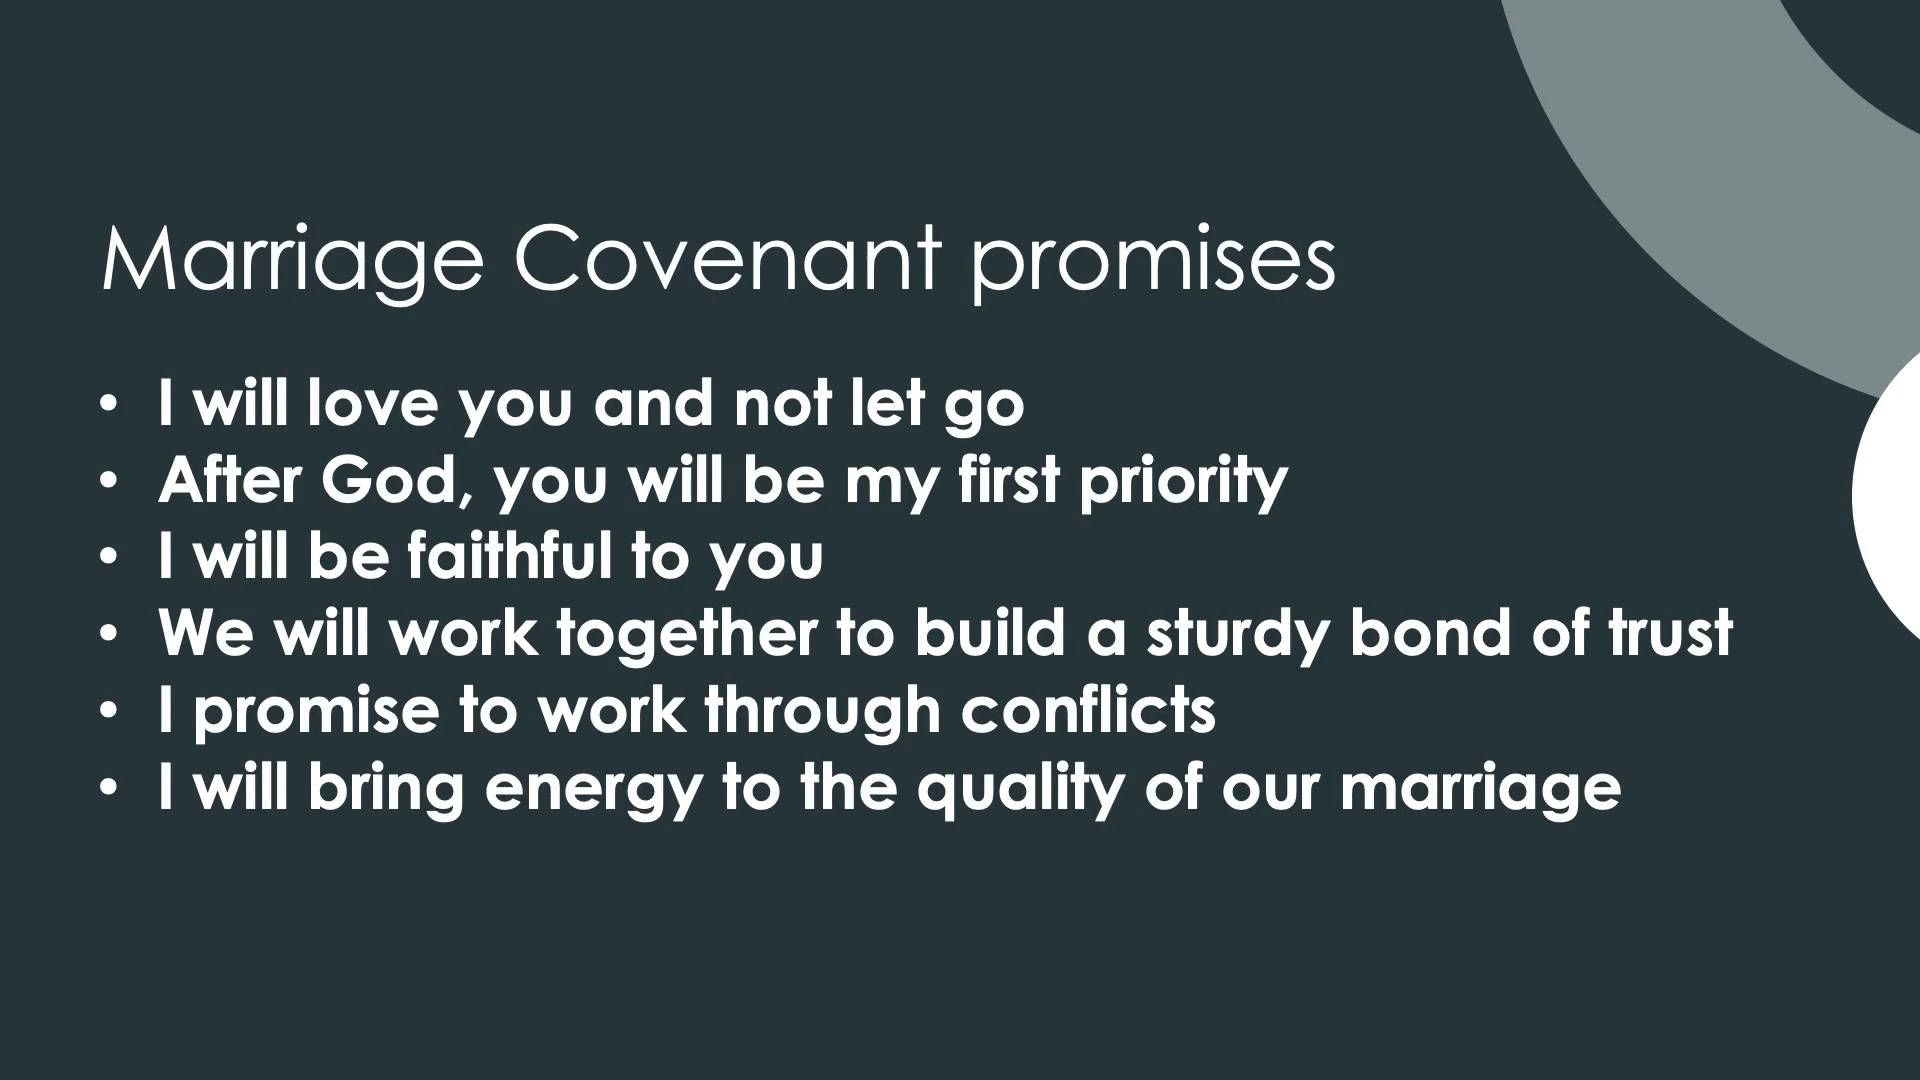 Marriage Covenant promises
• I will love you and not let go
• After God, you will be my first priority
• I will be faithful to you
• We will work together to build a sturdy bond of trust
• I promise to work through conflicts
• I will bring energy to the quality of our marriage